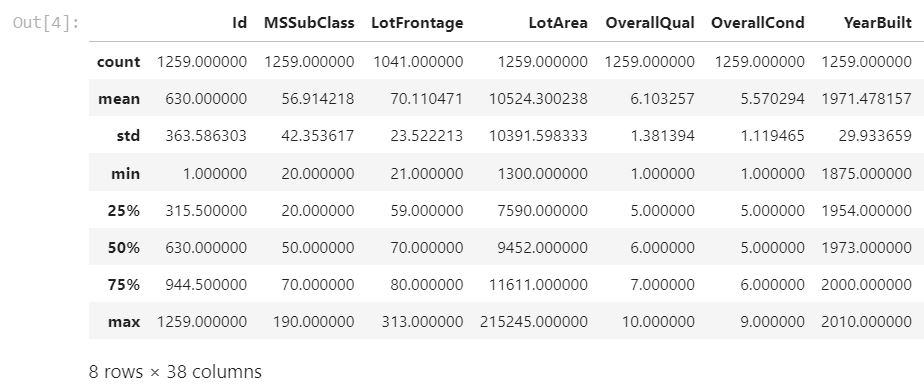 Out[4]:
Id MSSubClass LotFrontage LotArea OverallQual OverallCond YearBuilt
count 1259.000000 1259.000000 1041.000000 1259.000000 1259.000000 1259.000000 1259.000000
mean 630.000000 56.914218 70.110471 10524.300238 6.103257 5.570294 1971.478157
std 363.586303 42.353617 23.522213 10391.598333 1.381394 1.119465 29.933659
min 1.000000 20.000000 21.000000 1300.000000 1.000000 1.000000 1875.000000
25% 315.500000 20.000000 59.000000 7590.000000 5.000000 5.000000 1954.000000
50% 630.000000 50.000000 70.000000 9452.000000 6.000000 5.000000 1973.000000
75% 944.500000 70.000000 80.000000 11611.000000 7.000000 6.000000 2000.000000
max 1259.000000 190.000000 313.000000 215245.000000 10.000000 9.000000 2010.000000
8 rows × 38 columns